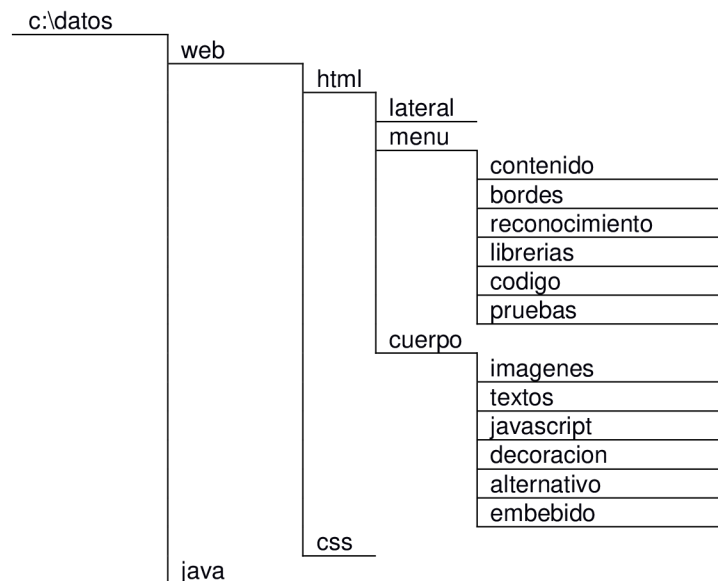 c:\datos
web
html
lateral
menu
contenido
bordes
reconocimiento
librerias
codigo
pruebas
cuerpo
imagenes
textos
javascript
decoracion
alternativo
embebido
css
java